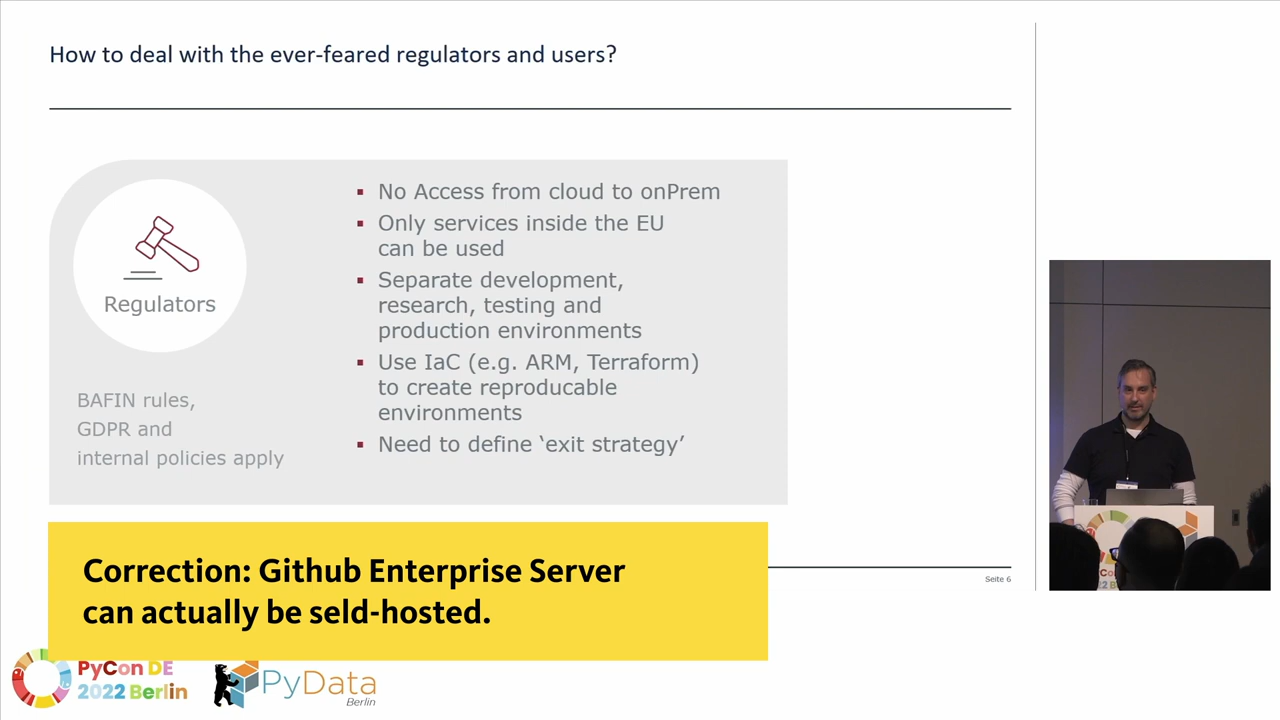 How to deal with the ever-feared regulators and users?
Regulators
BAFIN rules,
GDPR and
internal policies apply
▪ No Access from cloud to onPrem
▪ Only services inside the EU
can be used
▪ Separate development,
research, testing and
production environments
▪ Use IaC (e.g. ARM, Terraform)
to create reproducable
environments
▪ Need to define ‘exit strategy’
Correction: Github Enterprise Server
can actually be seld-hosted.
Seite 6
PyCon DE
2022 Berlin
PyData
Berlin